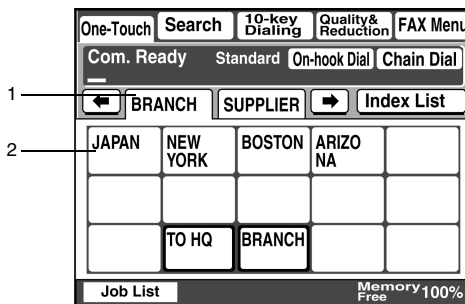 One-Touch Search 10-key Dialing Quality& Reduction FAX Menu
Com. Ready Standard On-hook Dial Chain Dial
1 BRANCH SUPPLIER Index List
2 JAPAN NEW YORK BOSTON ARIZO NA
TO HQ BRANCH
Job List Memory Free 100%